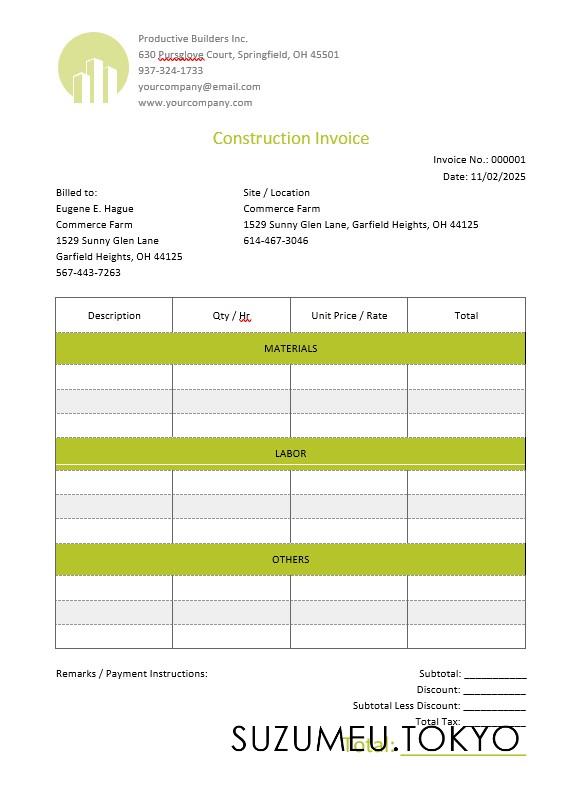 Productive Builders Inc.
630 Pursglove Court, Springfield, OH 45501
937-324-1733
yourcompany@email.com
www.yourcompany.com
Construction Invoice
Invoice No.: 000001
Date: 11/02/2025
Billed to:
Eugene E. Hague
Commerce Farm
1529 Sunny Glen Lane
Garfield Heights, OH 44125
567-443-7263
Site / Location
Commerce Farm
1529 Sunny Glen Lane, Garfield Heights, OH 44125
614-467-3046
Description Qty / Hr Unit Price / Rate Total
MATERIALS
LABOR
OTHERS
Remarks / Payment Instructions:
Subtotal: ___________
Discount: ___________
Subtotal Less Discount: ___________
Total Tax: ___________
Total: ___________
SUZUMEU.TOKYO